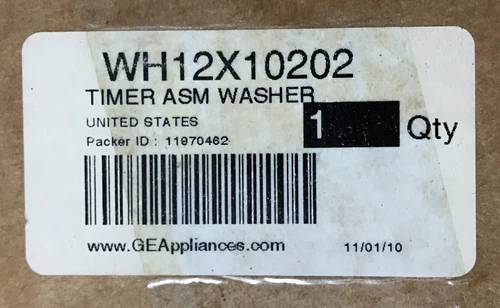 WH12X10202
TIMER ASM WASHER
UNITED STATES
1 Qty
Packer ID : 11970462
www.GEAppliances.com
11/01/10